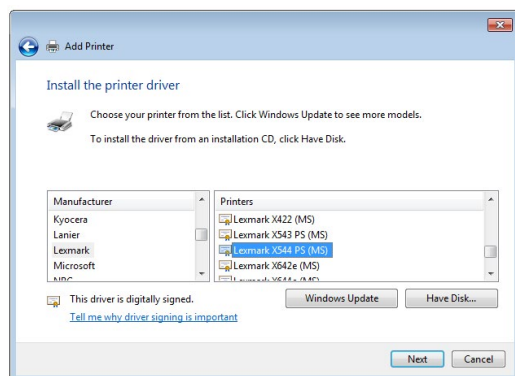 Add Printer
Install the printer driver
Choose your printer from the list. Click Windows Update to see more models.
To install the driver from an installation CD, click Have Disk.
Manufacturer
Kyocera
Lanier
Lexmark
Microsoft
Printers
Lexmark X422 (MS)
Lexmark X543 PS (MS)
Lexmark X544 PS (MS)
Lexmark X642e (MS)
This driver is digitally signed.
Tell me why driver signing is important
Windows Update
Have Disk...
Next
Cancel